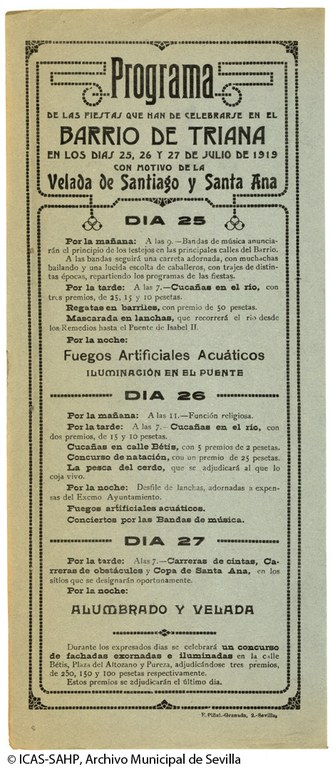 Programa
DE LAS FIESTAS QUE HAN DE CELEBRARSE EN EL
BARRIO DE TRIANA
EN LOS DIAS 25, 26 Y 27 DE JULIO DE 1919
CON MOTIVO DE LA
Velada de Santiago y Santa Ana
DIA 25
Por la mañana: A las 9.—Bandas de música anuncia-
rán el principio de los festejos en las principales calles del Barrio.
A las bandas seguirá una carreta adornada, con muchachas
bailando y una lucida escolta de caballeros, con trajes de distin-
tas épocas, repartiendo los programas de las fiestas.
Por la tarde: A las 7.—Cucañas en el río, con
tres premios, de 25, 15 y 10 pesetas.
Regatas en barriles, con premio de 50 pesetas.
Mascarada en lanchas, que recorrerá el río desde
los Remedios hasta el Puente de Isabel II.
Por la noche:
Fuegos Artificiales Acuáticos
ILUMINACIÓN EN EL PUENTE
DIA 26
Por la mañana: A las 11.—Función religiosa.
Por la tarde: A las 7.—Cucañas en el río, con
dos premios, de 15 y 10 pesetas.
Cucañas en calle Bétis, con 5 premios de 2 pesetas.
Concurso de natación, con un premio de 25 pesetas.
La pesca del cerdo, que se adjudicará al que lo
coja vivo.
Por la noche: Desfile de lanchas, adornadas a expen-
sas del Excmo Ayuntamiento.
Fuegos artificiales acuáticos.
Conciertos por las Bandas de música.
DIA 27
Por la tarde: A las 7.—Carreras de cintas, Ca-
rreras de obstáculos y Copa de Santa Ana, en los
sitios que se designarán oportunamente.
Por la noche:
ALUMBRADO Y VELADA
Durante los expresados dias se celebrará un concurso
de fachadas exornadas e iluminadas en la calle
Bétis, Plaza del Altozano y Pureza, adjudicándose tres premios,
de 250, 150 y 100 pesetas respectivamente.
Estos premios se adjudicarán el último día.
© ICAS-SAHP, Archivo Municipal de Sevilla